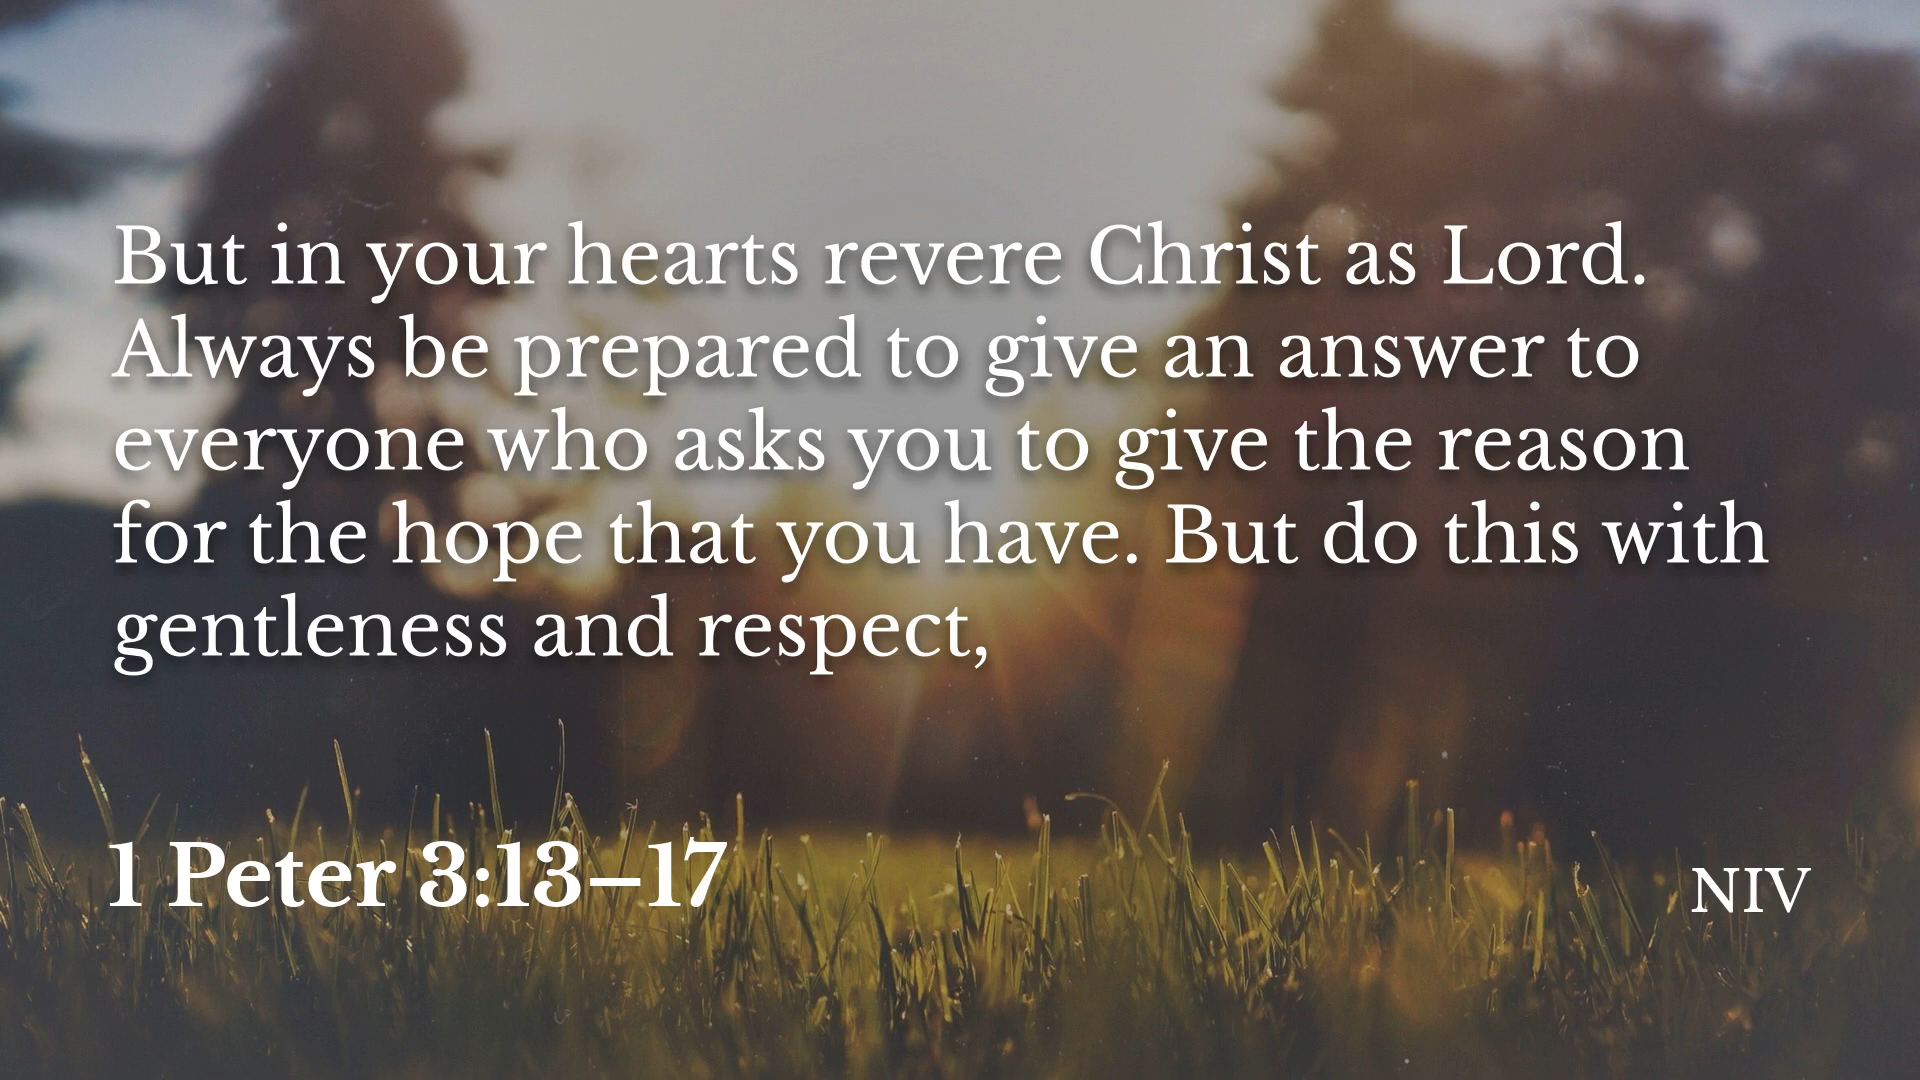 But in your hearts revere Christ as Lord.
Always be prepared to give an answer to
everyone who asks you to give the reason
for the hope that you have. But do this with
gentleness and respect,
1 Peter 3:13–17
NIV